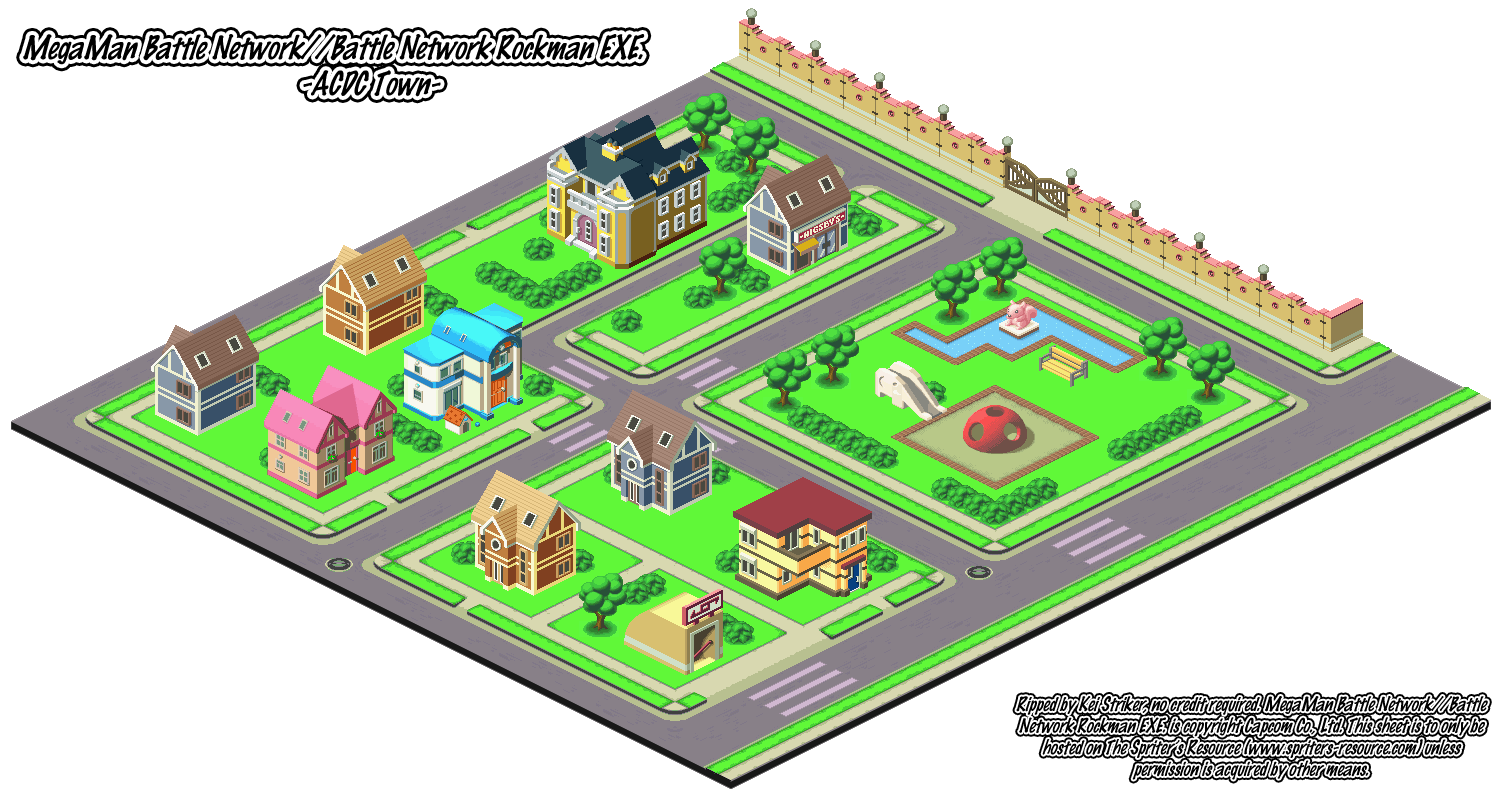 MegaMan Battle Network//Battle Network Rockman EXE.
-ACDC Town-
-HIGSBY'S-
Ripped by Kei Striker, no credit required. MegaMan Battle Network//Battle
Network Rockman EXE. is copyright Capcom Co., Ltd. This sheet is to only be
hosted on The Spriter's Resource (www.spriters-resource.com) unless
permission is acquired by other means.